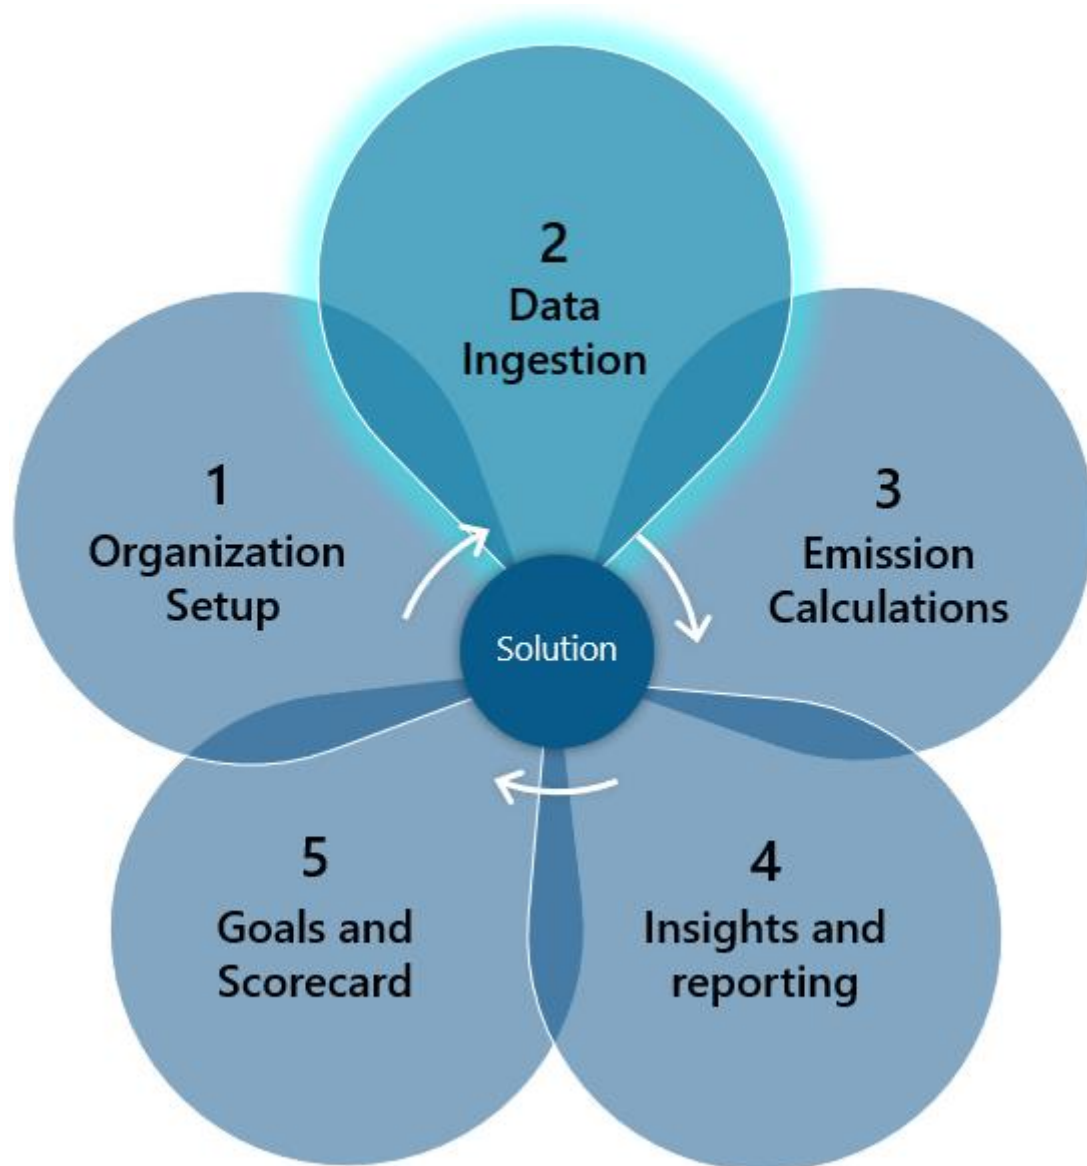 1
Organization
Setup
2
Data
Ingestion
3
Emission
Calculations
4
Insights and
reporting
5
Goals and
Scorecard
Solution